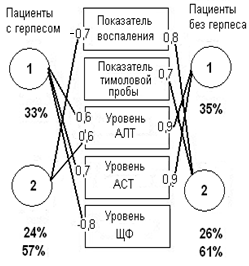 Пациенты
с герпесом
Пациенты
без герпеса
-0,7
Показатель
воспаления
0,8
1
33%
Показатель
тимоловой
пробы
0,7
1
35%
0,6
0,6
Уровень
АЛТ
0,9
0,7
Уровень
АСТ
0,9
2
24%
57%
-0,8
Уровень
ЩФ
2
26%
61%